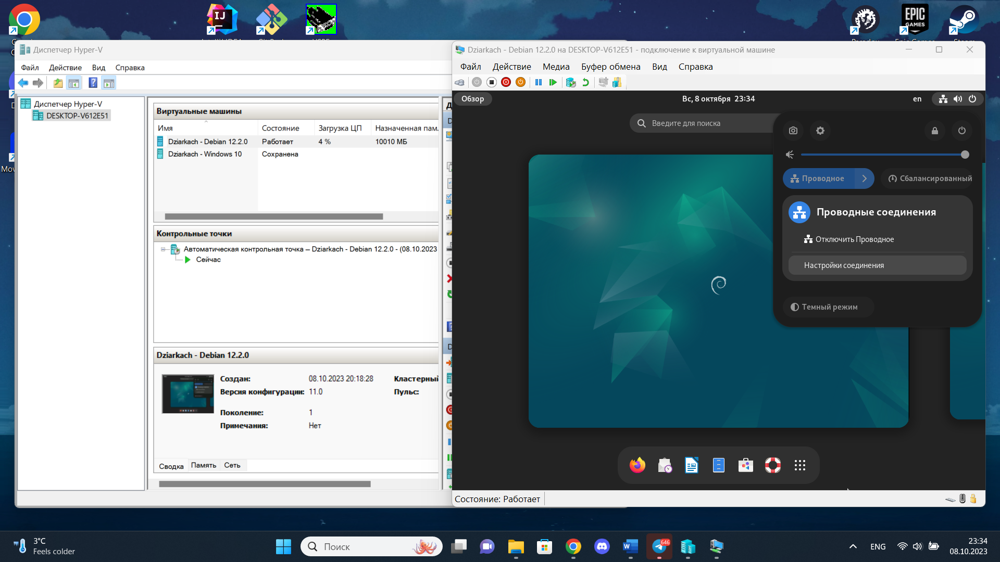 IJ
EPIC
GAMES
Mov
Диспетчер Hyper-V
Файл Действие Вид Справка
Диспетчер Hyper-V
DESKTOP-V612E51
Виртуальные машины
Имя Состояние Загрузка ЦП Назначенная пам.
Dziarkach - Debian 12.2.0 Работает 4 % 10010 МБ
Dziarkach - Windows 10 Сохранена
Контрольные точки
Автоматическая контрольная точка – Dziarkach - Debian 12.2.0 - (08.10.2023
Сейчас
Dziarkach - Debian 12.2.0
Создан: 08.10.2023 20:18:28 Кластерный
Версия конфигурации: 11.0 Пульс:
Поколение: 1
Примечания: Нет
Сводка Память Сеть
Dziarkach - Debian 12.2.0 на DESKTOP-V612E51 - подключение к виртуальной машине
Файл Действие Медиа Буфер обмена Вид Справка
Обзор Вс, 8 октября 23:34 en
Введите для поиска
Проводное Сбалансированный
Проводные соединения
Отключить Проводное
Настройки соединения
Темный режим
Состояние: Работает
3°C
Feels colder
Поиск
646
ENG
23:34
08.10.2023